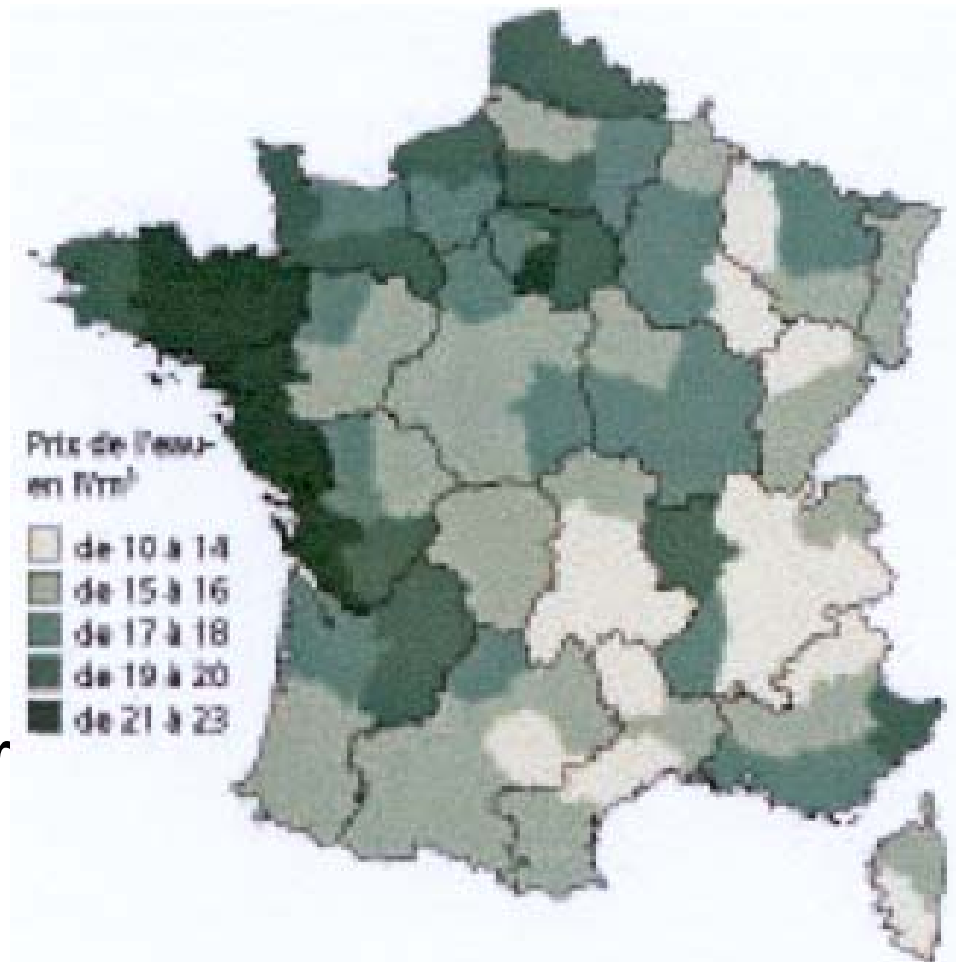 Prix de l'eau
en F/m³
de 10 à 14
de 15 à 16
de 17 à 18
de 19 à 20
de 21 à 23
r